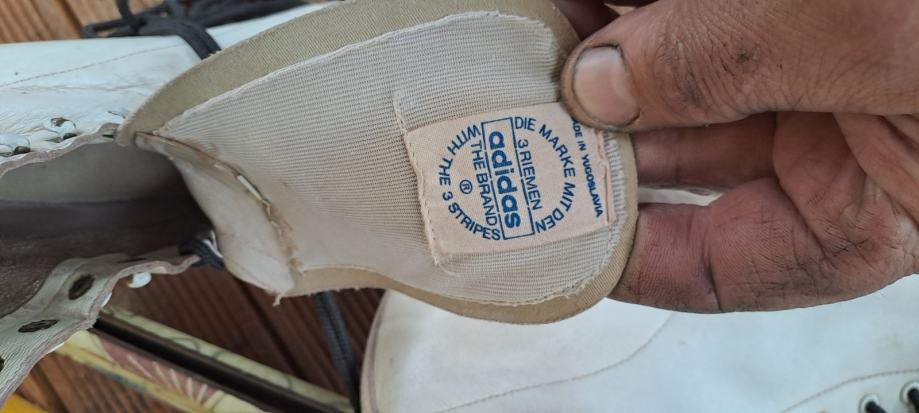 MADE IN YUGOSLAVIA
DIE MARKE MIT DEN
3 RIEMEN
adidas
THE BRAND
WITH THE 3 STRIPES
®